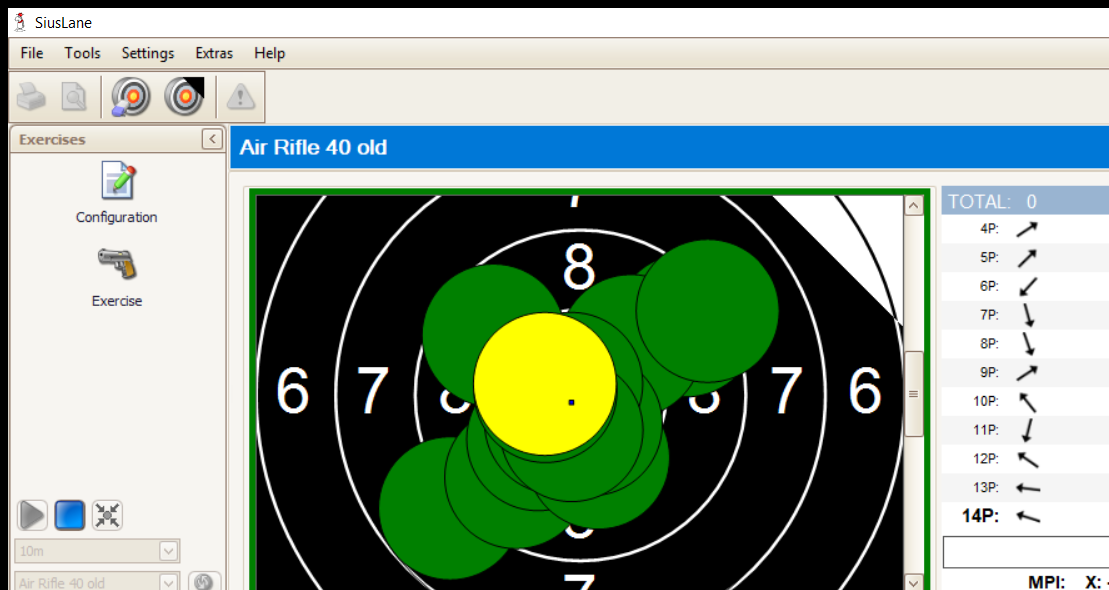 SiusLane
File Tools Settings Extras Help
Exercises
Air Rifle 40 old
Configuration
Exercise
10m
Air Rifle 40 old
7
8
6 7 8 8 7 6
8
7
TOTAL: 0
4P:
5P:
6P:
7P:
8P:
9P:
10P:
11P:
12P:
13P:
14P:
MPI: X: -